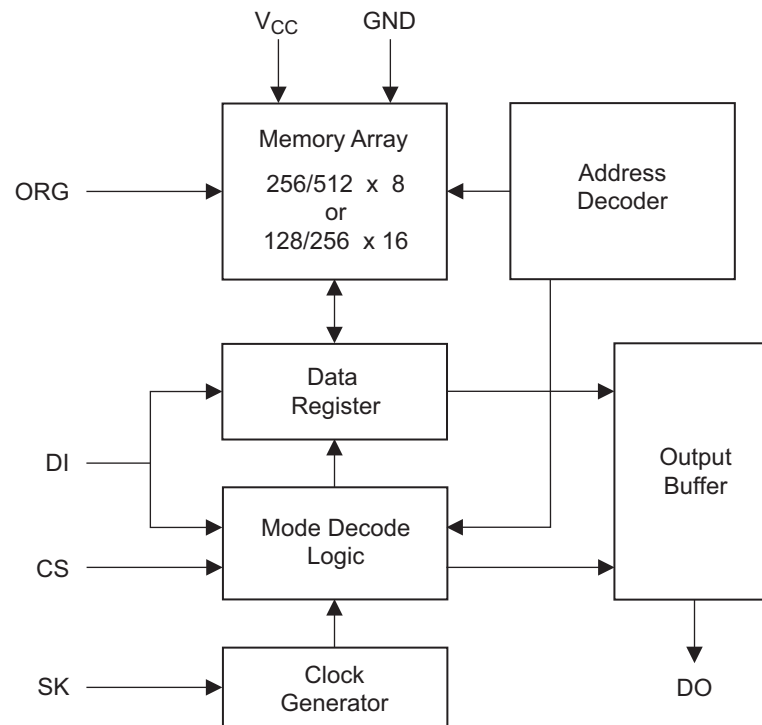 V_CC
GND
Memory Array
256/512 x 8
or
128/256 x 16
Address
Decoder
ORG
Data
Register
DI
Output
Buffer
Mode Decode
Logic
CS
Clock
Generator
SK
DO